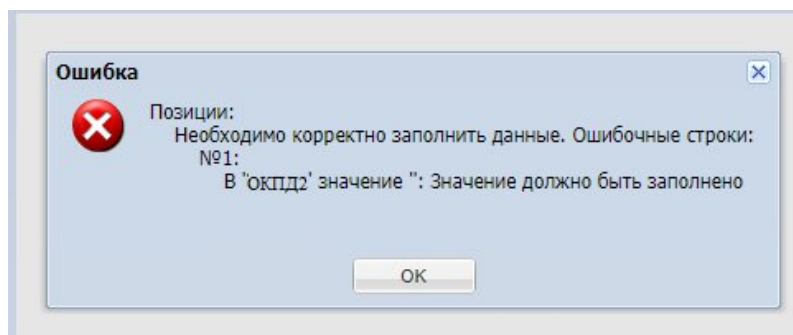 Ошибка
Позиции:
Необходимо корректно заполнить данные. Ошибочные строки:
№1:
В 'ОКПД2' значение '': Значение должно быть заполнено
OK